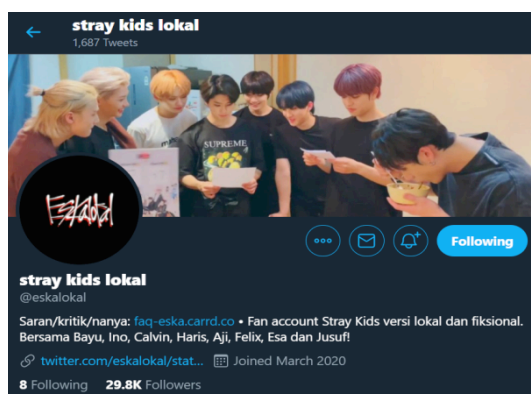 stray kids lokal
1,687 Tweets
SUPREME
Eskalokal
Following
stray kids lokal
@eskalokal
Saran/kritik/nanya: faq-eska.carrd.co • Fan account Stray Kids versi lokal dan fiksional.
Bersama Bayu, Ino, Calvin, Haris, Aji, Felix, Esa dan Jusuf!
twitter.com/eskalokal/stat... Joined March 2020
8 Following 29.8K Followers